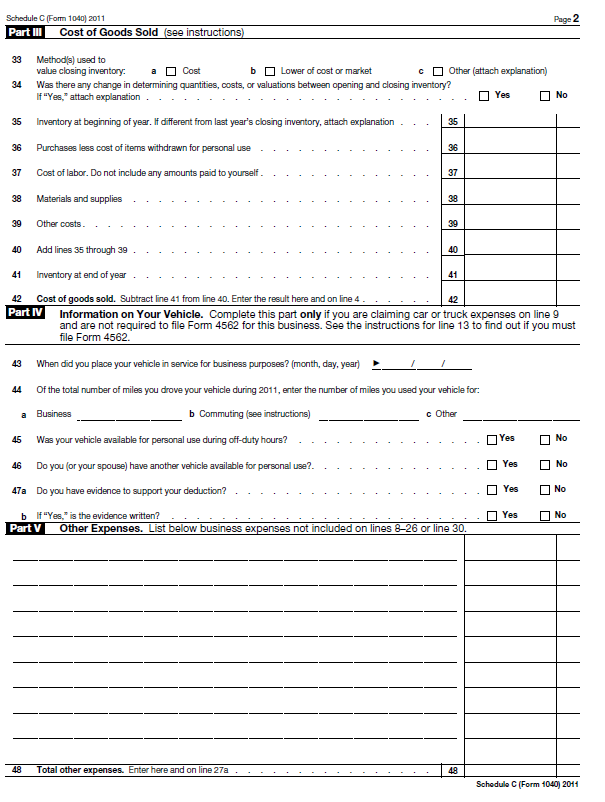 Schedule C (Form 1040) 2011 Page 2
Part III Cost of Goods Sold (see instructions)
33 Method(s) used to
value closing inventory: a Cost b Lower of cost or market c Other (attach explanation)
34 Was there any change in determining quantities, costs, or valuations between opening and closing inventory?
If "Yes," attach explanation . . . . . . . . . . . . . . . . . . . . . . . . . Yes No
35 Inventory at beginning of year. If different from last year's closing inventory, attach explanation . . . 35
36 Purchases less cost of items withdrawn for personal use . . . . . . . . . . . . . . 36
37 Cost of labor. Do not include any amounts paid to yourself . . . . . . . . . . . . . . 37
38 Materials and supplies . . . . . . . . . . . . . . . . . . . . . . . . 38
39 Other costs . . . . . . . . . . . . . . . . . . . . . . . . . . . 39
40 Add lines 35 through 39 . . . . . . . . . . . . . . . . . . . . . . . . 40
41 Inventory at end of year . . . . . . . . . . . . . . . . . . . . . . . . 41
42 Cost of goods sold. Subtract line 41 from line 40. Enter the result here and on line 4 . . . . . . 42
Part IV Information on Your Vehicle. Complete this part only if you are claiming car or truck expenses on line 9
and are not required to file Form 4562 for this business. See the instructions for line 13 to find out if you must
file Form 4562.
43 When did you place your vehicle in service for business purposes? (month, day, year) ▶ / /
44 Of the total number of miles you drove your vehicle during 2011, enter the number of miles you used your vehicle for:
a Business b Commuting (see instructions) c Other
45 Was your vehicle available for personal use during off-duty hours? . . . . . . . . . . . . . . . Yes No
46 Do you (or your spouse) have another vehicle available for personal use?. . . . . . . . . . . . . . Yes No
47a Do you have evidence to support your deduction? . . . . . . . . . . . . . . . . . . . Yes No
b If "Yes," is the evidence written? . . . . . . . . . . . . . . . . . . . . . . . Yes No
Part V Other Expenses. List below business expenses not included on lines 8–26 or line 30.
48 Total other expenses. Enter here and on line 27a . . . . . . . . . . . . . . . . 48
Schedule C (Form 1040) 2011